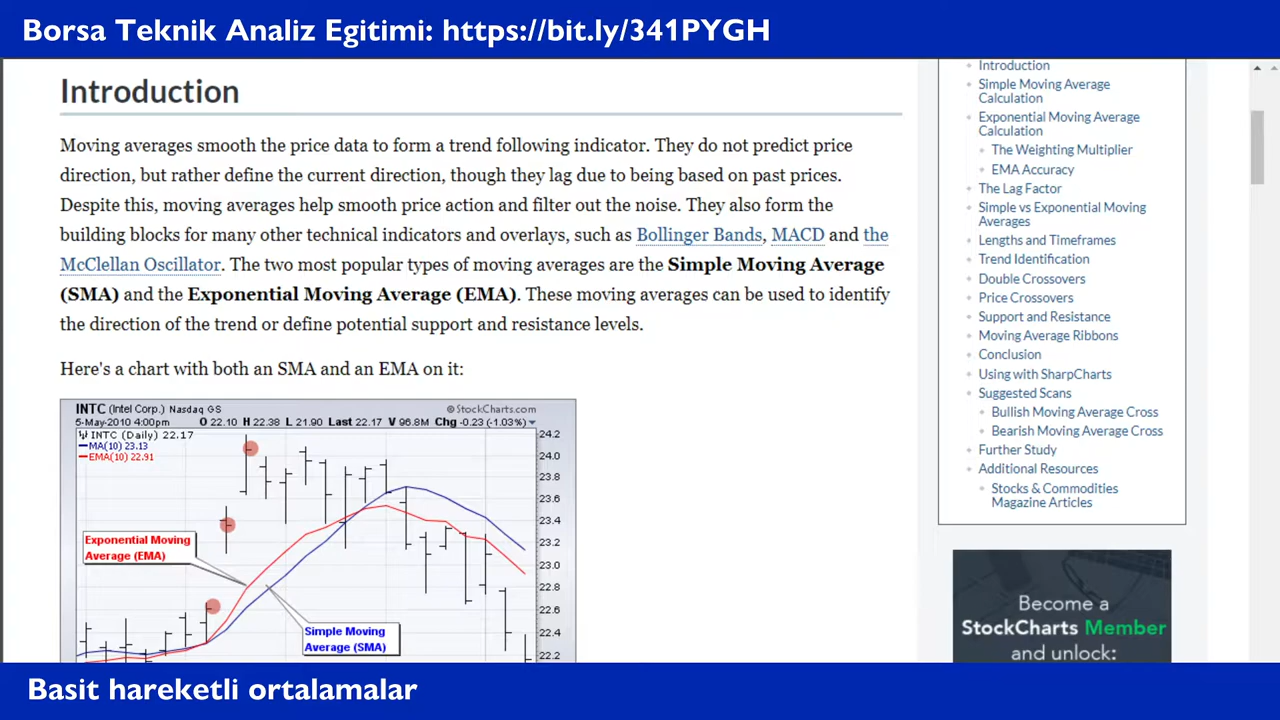 Borsa Teknik Analiz Egitimi: https://bit.ly/341PYGH
Introduction
Moving averages smooth the price data to form a trend following indicator. They do not predict price
direction, but rather define the current direction, though they lag due to being based on past prices.
Despite this, moving averages help smooth price action and filter out the noise. They also form the
building blocks for many other technical indicators and overlays, such as Bollinger Bands, MACD and the
McClellan Oscillator. The two most popular types of moving averages are the Simple Moving Average
(SMA) and the Exponential Moving Average (EMA). These moving averages can be used to identify
the direction of the trend or define potential support and resistance levels.
Here's a chart with both an SMA and an EMA on it:
INTC (Intel Corp.) Nasdaq GS © StockCharts.com
5-May-2010 4:00pm O 22.10 H 22.38 L 21.90 Last 22.17 V 96.8M Chg -0.23 (-1.03%)
INTC (Daily) 22.17
MA(10) 23.13
EMA(10) 22.91
24.2
24.0
23.8
23.6
23.4
23.2
23.0
22.8
22.6
22.4
22.2
Exponential Moving
Average (EMA)
Simple Moving
Average (SMA)
Introduction
Simple Moving Average
Calculation
Exponential Moving Average
Calculation
The Weighting Multiplier
EMA Accuracy
The Lag Factor
Simple vs Exponential Moving
Averages
Lengths and Timeframes
Trend Identification
Double Crossovers
Price Crossovers
Support and Resistance
Moving Average Ribbons
Conclusion
Using with SharpCharts
Suggested Scans
Bullish Moving Average Cross
Bearish Moving Average Cross
Further Study
Additional Resources
Stocks & Commodities
Magazine Articles
Become a
StockCharts Member
and unlock:
Basit hareketli ortalamalar